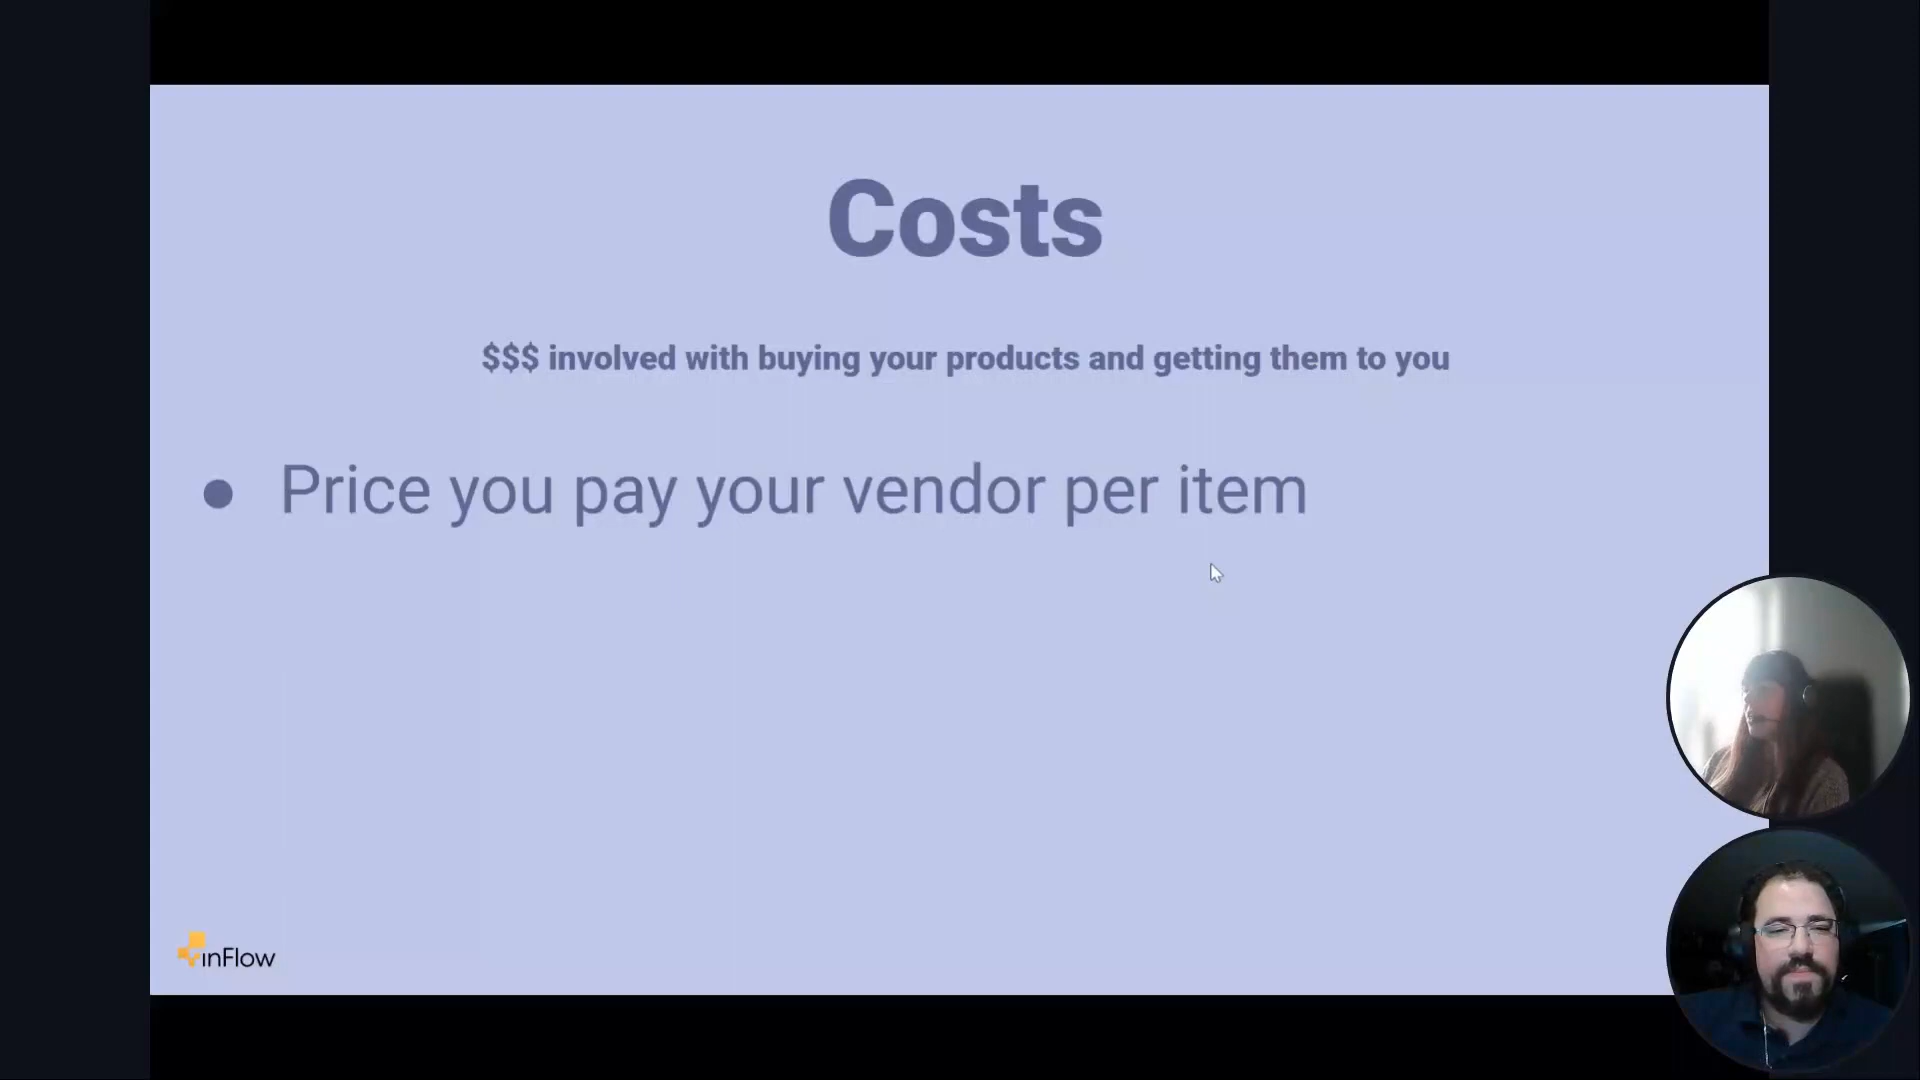 Costs
$$$ involved with buying your products and getting them to you
● Price you pay your vendor per item
inFlow